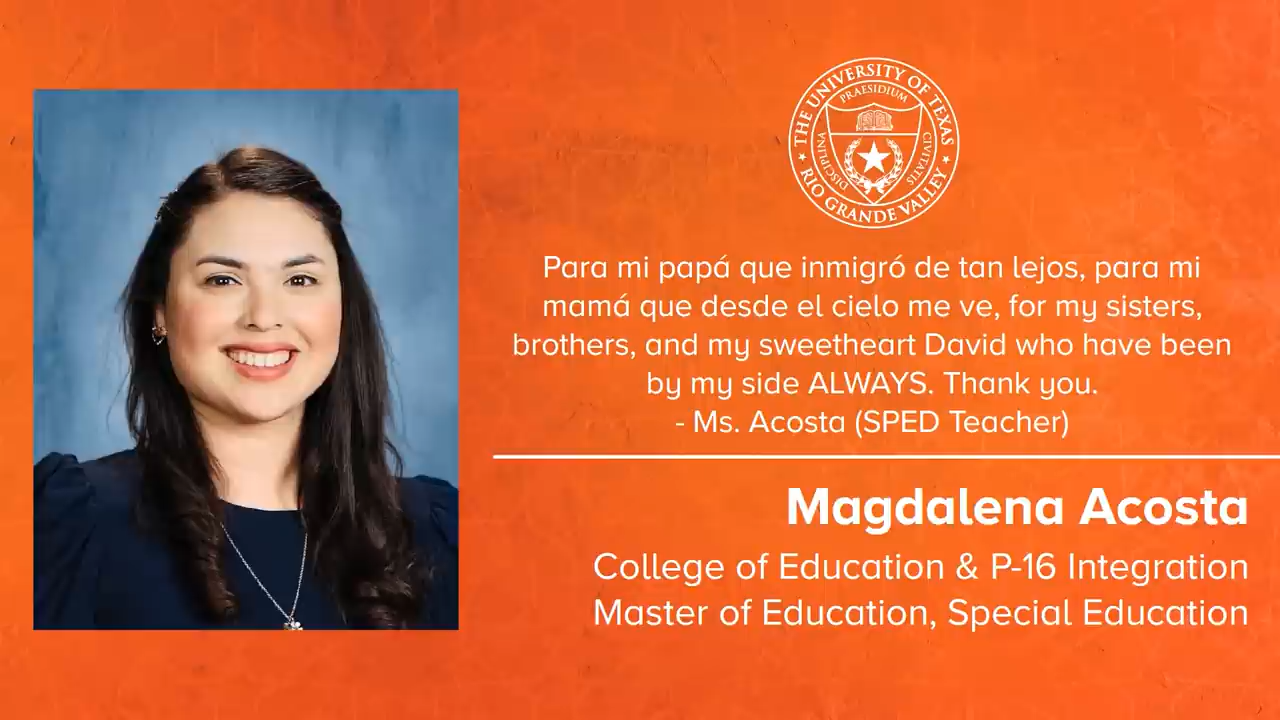 THE UNIVERSITY OF TEXAS
RIO GRANDE VALLEY
PRAESIDIUM
DISCIPLINA
CIVITATIS
Para mi papá que inmigró de tan lejos, para mi
mamá que desde el cielo me ve, for my sisters,
brothers, and my sweetheart David who have been
by my side ALWAYS. Thank you.
- Ms. Acosta (SPED Teacher)
Magdalena Acosta
College of Education & P-16 Integration
Master of Education, Special Education